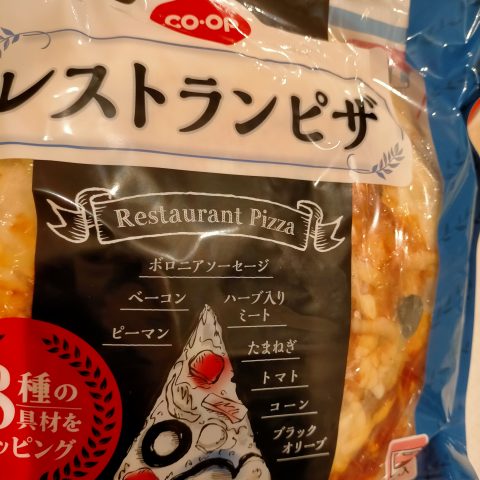 CO・OP
レストランピザ
Restaurant Pizza
ボロニアソーセージ
ベーコン
ハーブ入り
ミート
ピーマン
たまねぎ
トマト
コーン
ブラック
オリーブ
8種の
具材を
ッピング